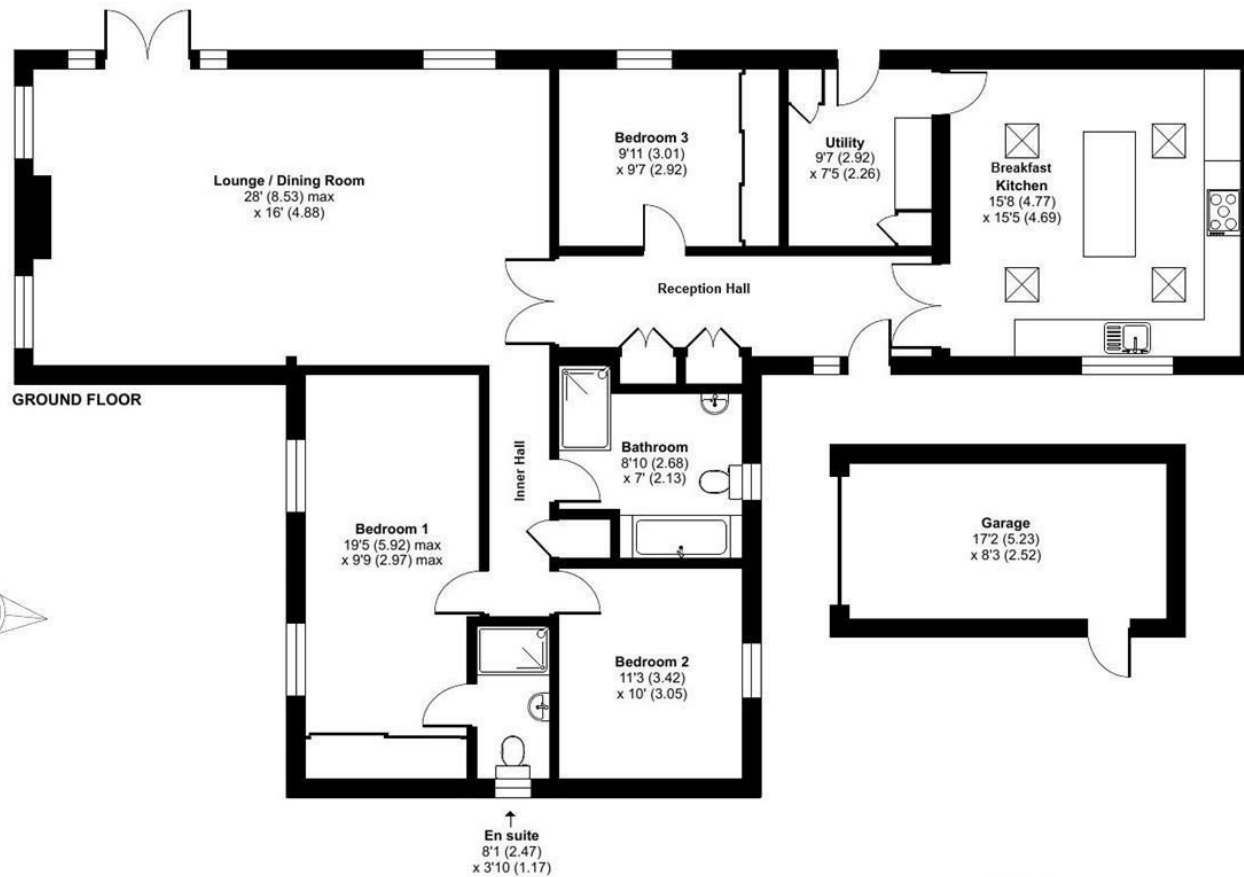 Lounge / Dining Room
28' (8.53) max
x 16' (4.88)
Bedroom 3
9'11 (3.01)
x 9'7 (2.92)
Utility
9'7 (2.92)
x 7'5 (2.26)
Breakfast
Kitchen
15'8 (4.77)
x 15'5 (4.69)
Reception Hall
GROUND FLOOR
Inner Hall
Bathroom
8'10 (2.68)
x 7' (2.13)
Bedroom 1
19'5 (5.92) max
x 9'9 (2.97) max
Garage
17'2 (5.23)
x 8'3 (2.52)
Bedroom 2
11'3 (3.42)
x 10' (3.05)
En suite
8'1 (2.47)
x 3'10 (1.17)